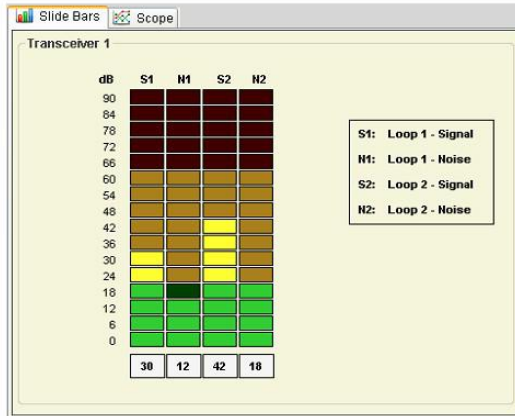 Slide Bars Scope
Transceiver 1
dB S1 N1 S2 N2
90
84
78
72
66
60
54
48
42
36
30
24
18
12
6
0
30 12 42 18
S1: Loop 1 - Signal
N1: Loop 1 - Noise
S2: Loop 2 - Signal
N2: Loop 2 - Noise